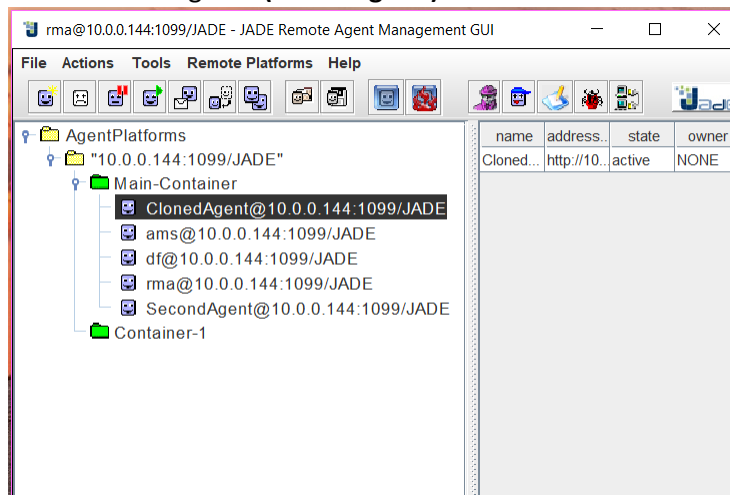 rma@10.0.0.144:1099/JADE - JADE Remote Agent Management GUI
File Actions Tools Remote Platforms Help
Jade
AgentPlatforms
"10.0.0.144:1099/JADE"
Main-Container
ClonedAgent@10.0.0.144:1099/JADE
ams@10.0.0.144:1099/JADE
df@10.0.0.144:1099/JADE
rma@10.0.0.144:1099/JADE
SecondAgent@10.0.0.144:1099/JADE
Container-1
name address.. state owner
Cloned... http://10... active NONE